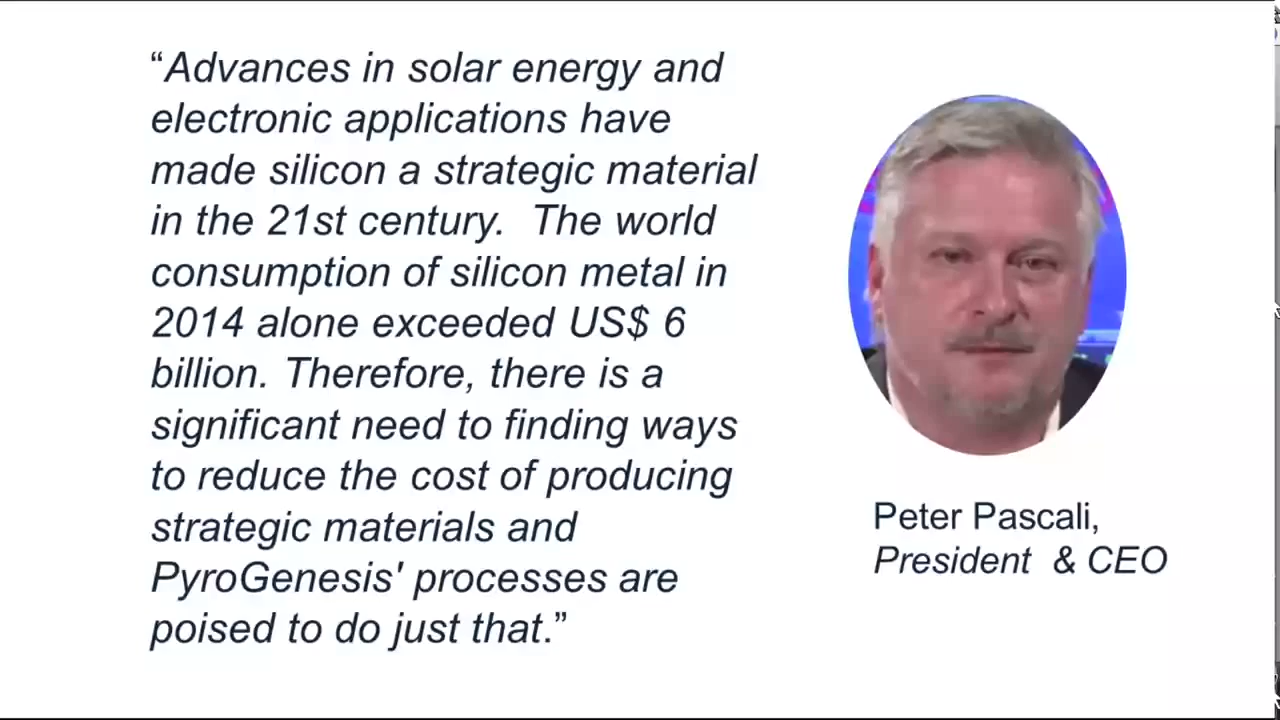 “Advances in solar energy and
electronic applications have
made silicon a strategic material
in the 21st century.  The world
consumption of silicon metal in
2014 alone exceeded US$ 6
billion. Therefore, there is a
significant need to finding ways
to reduce the cost of producing
strategic materials and
PyroGenesis' processes are
poised to do just that.”
Peter Pascali,
President  & CEO